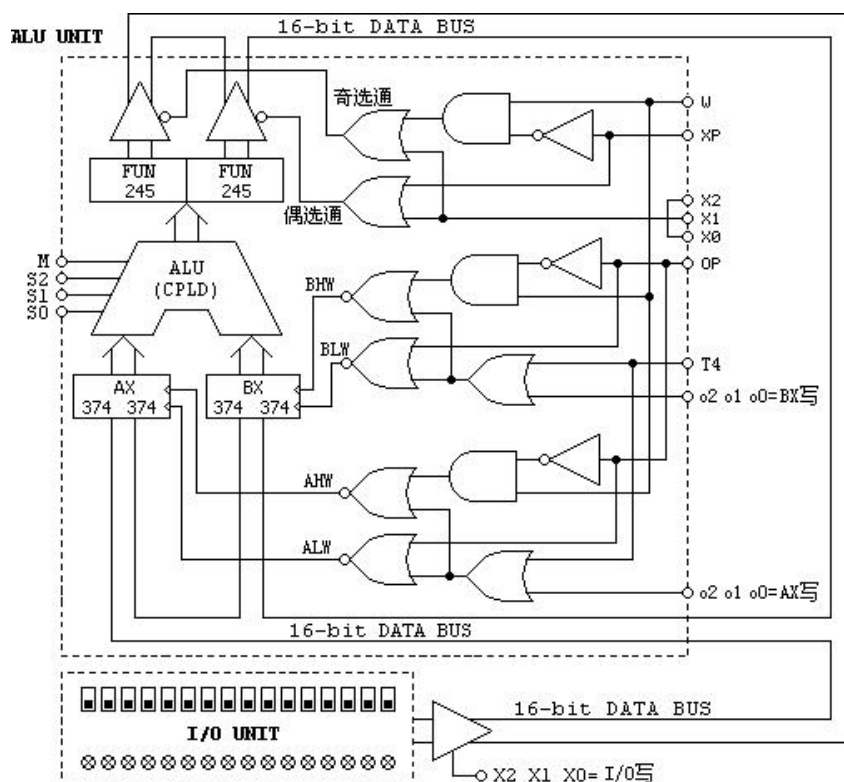 16-bit DATA BUS
ALU UNIT
奇选通
W
XP
FUN
245
FUN
245
偶选通
X2
X1
X0
M
S2
S1
S0
ALU
(CPLD)
OP
BHW
BLW
T4
AX
374 374
BX
374 374
o2 o1 o0=BX写
AHW
ALW
o2 o1 o0=AX写
16-bit DATA BUS
16-bit DATA BUS
I/O UNIT
X2 X1 X0= I/O写